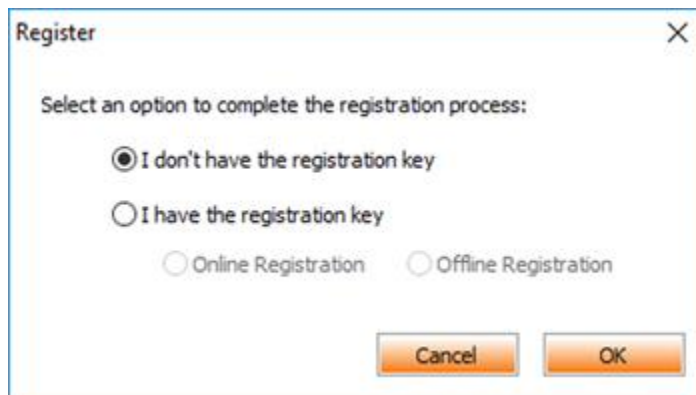 Register
Select an option to complete the registration process:
I don't have the registration key
I have the registration key
Online Registration Offline Registration
Cancel OK